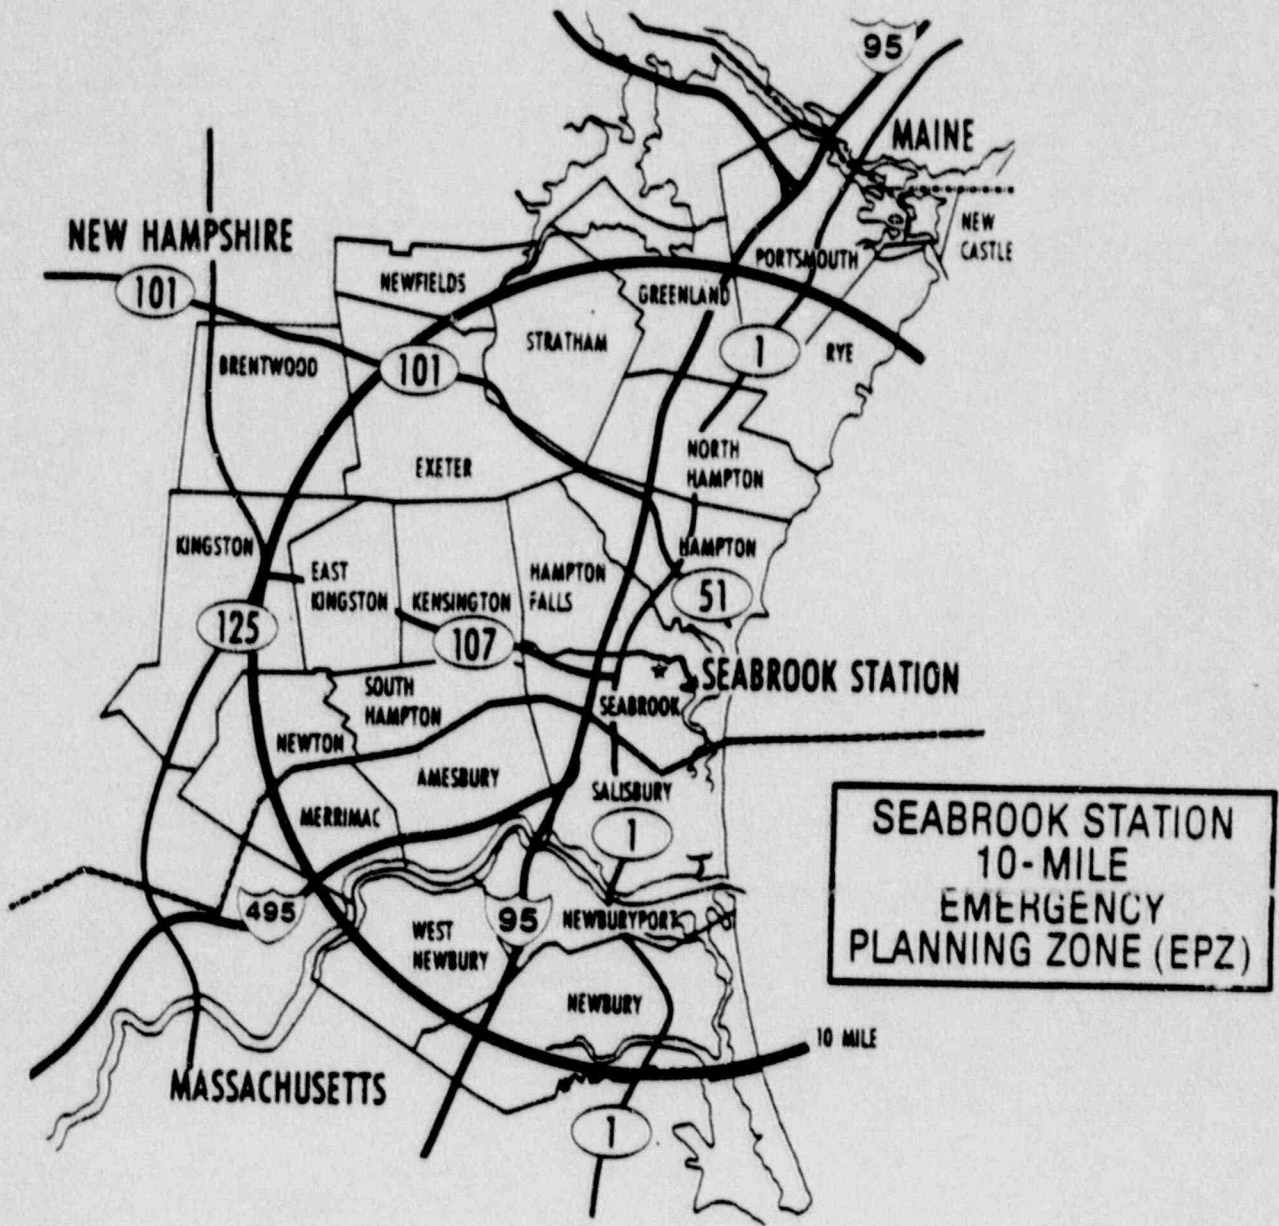 95
MAINE
NEW HAMPSHIRE
NEW
CASTLE
PORTSMOUTH
101
NEWFIELDS
GREENLAND
STRATHAM
1
RYE
BRENTWOOD
101
EXETER
NORTH
HAMPTON
KINGSTON
HAMPTON
EAST
KINGSTON
KENSINGTON
HAMPTON
FALLS
51
125
107
SEABROOK STATION
SOUTH
HAMPTON
SEABROOK
NEWTON
AMESBURY
SALISBURY
MERRIMAC
1
SEABROOK STATION
10-MILE
EMERGENCY
PLANNING ZONE (EPZ)
495
95
NEWBURYPORT
WEST
NEWBURY
NEWBURY
10 MILE
MASSACHUSETTS
1